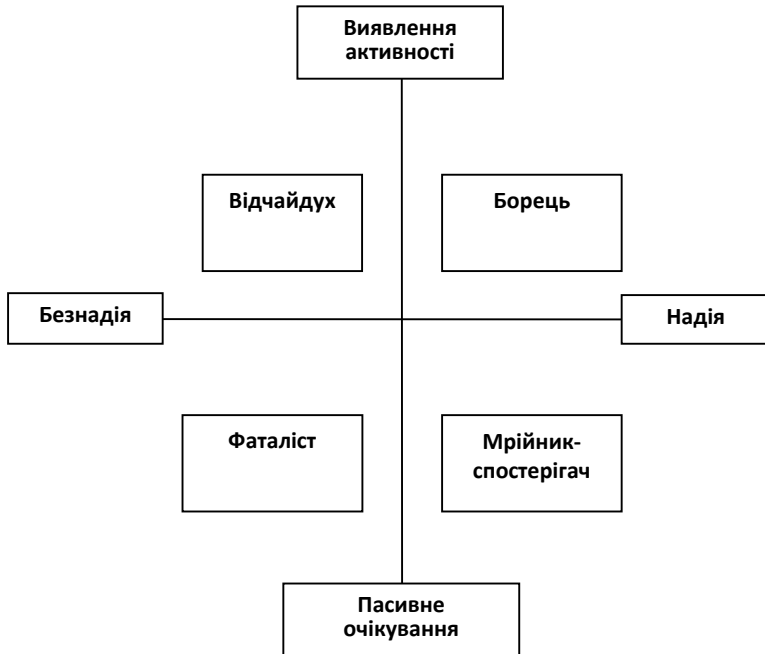 Виявлення
активності
Відчайдух
Борець
Безнадія
Надія
Фаталіст
Мрійник-
спостерігач
Пасивне
очікування